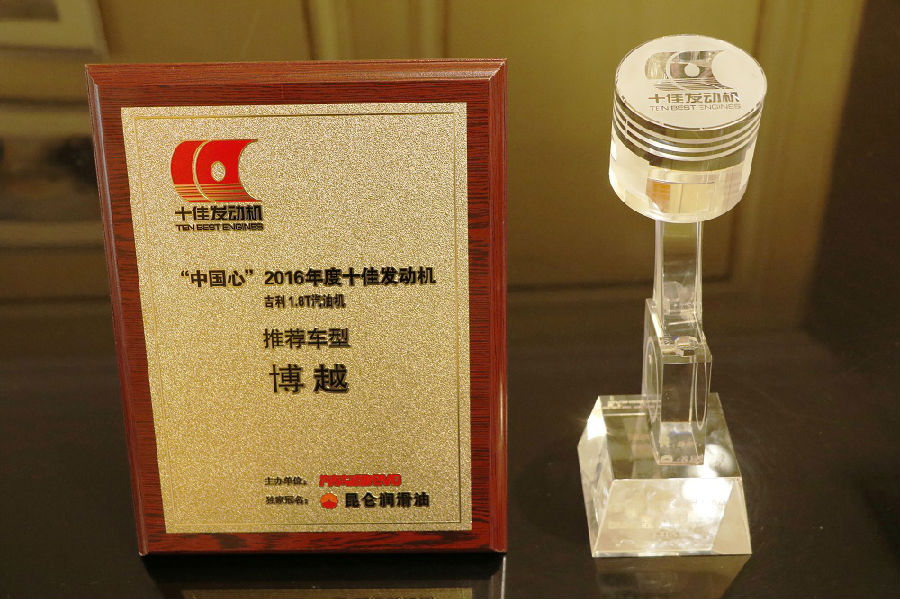 十佳发动机
TEN BEST ENGINES
“中国心”2016年度十佳发动机
吉利 1.8T汽油机
推荐车型
博越
主办单位：
独家冠名： 昆仑润滑油
十佳发动机
TEN BEST ENGINES